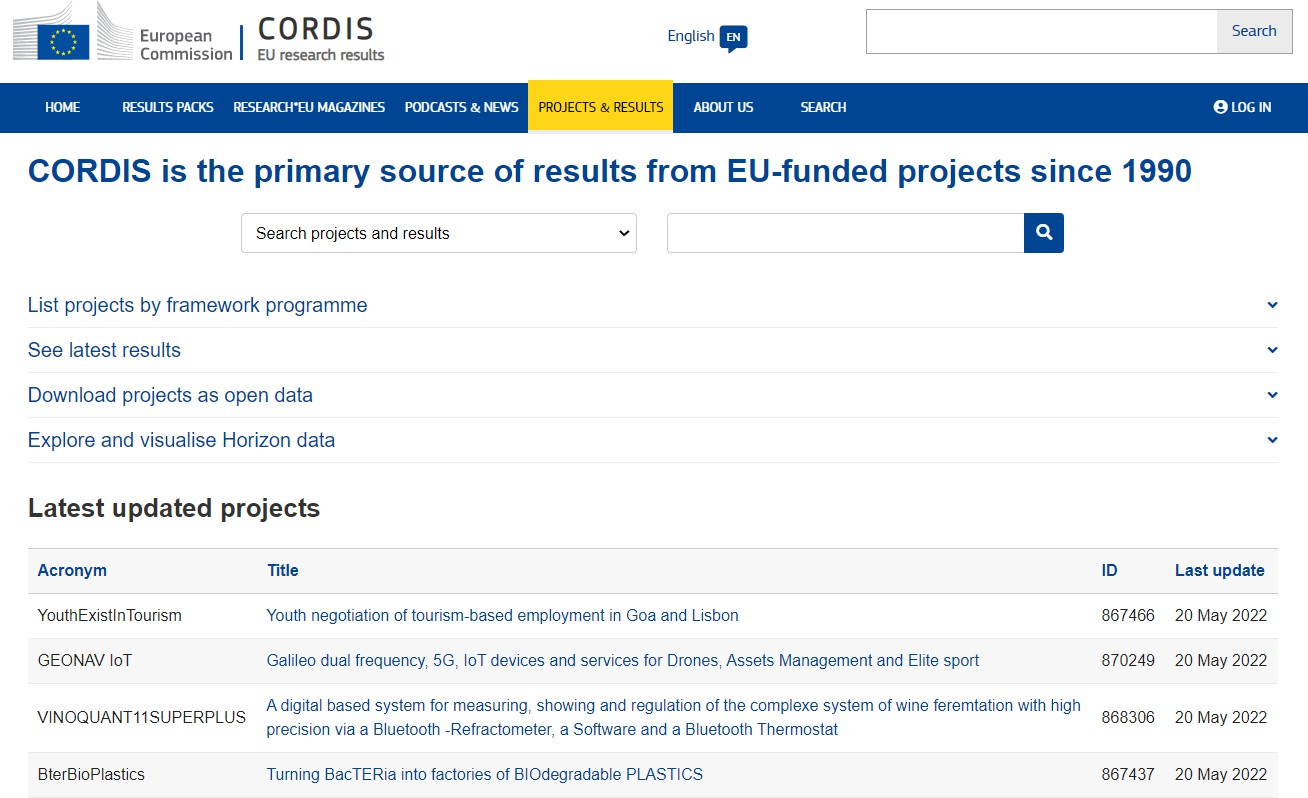 European
Commission
CORDIS
EU research results
English EN
Search
HOME RESULTS PACKS RESEARCH*EU MAGAZINES PODCASTS & NEWS PROJECTS & RESULTS ABOUT US SEARCH LOG IN
CORDIS is the primary source of results from EU-funded projects since 1990
Search projects and results
List projects by framework programme
See latest results
Download projects as open data
Explore and visualise Horizon data
Latest updated projects
Acronym Title ID Last update
YouthExistInTourism Youth negotiation of tourism-based employment in Goa and Lisbon 867466 20 May 2022
GEONAV IoT Galileo dual frequency, 5G, IoT devices and services for Drones, Assets Management and Elite sport 870249 20 May 2022
VINOQUANT11SUPERPLUS A digital based system for measuring, showing and regulation of the complexe system of wine feremtation with high
precision via a Bluetooth -Refractometer, a Software and a Bluetooth Thermostat 868306 20 May 2022
BterBioPlastics Turning BacTERia into factories of BIOdegradable PLASTICS 867437 20 May 2022